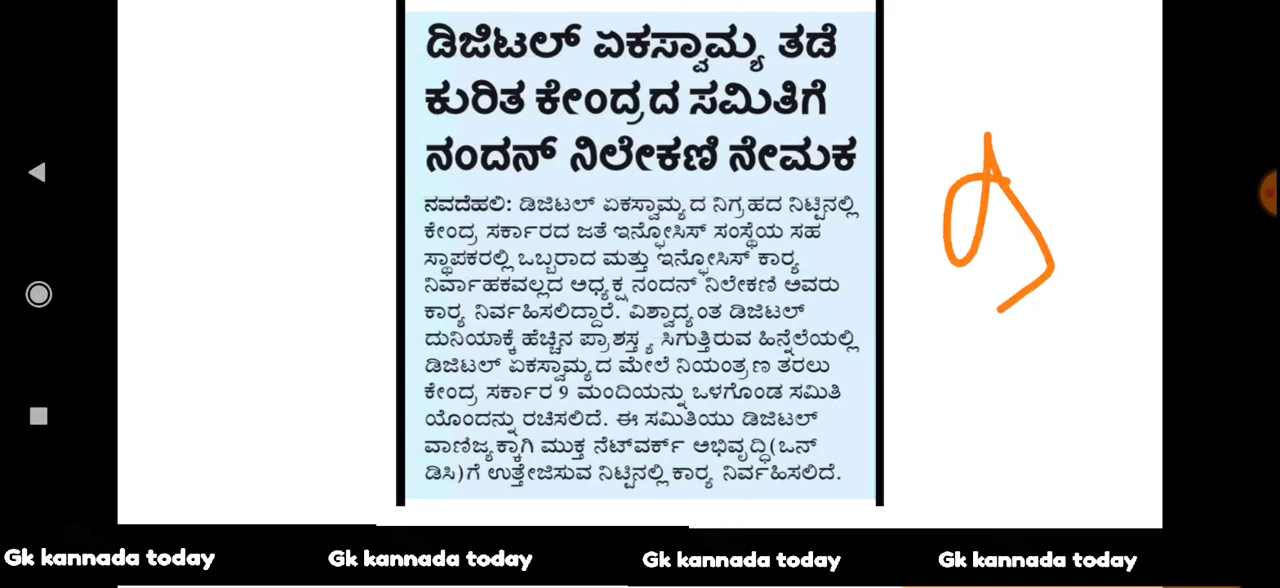 ಡಿಜಿಟಲ್ ಏಕಸ್ವಾಮ್ಯ ತಡೆ
ಕುರಿತ ಕೇಂದ್ರದ ಸಮಿತಿಗೆ
ನಂದನ್ ನಿಲೇಕಣಿ ನೇಮಕ
ನವದೆಹಲಿ: ಡಿಜಿಟಲ್ ಏಕಸ್ವಾಮ್ಯದ ನಿಗ್ರಹದ ನಿಟ್ಟಿನಲ್ಲಿ
ಕೇಂದ್ರ ಸರ್ಕಾರದ ಜತೆ ಇನ್ಫೋಸಿಸ್ ಸಂಸ್ಥೆಯ ಸಹ
ಸ್ಥಾಪಕರಲ್ಲಿ ಒಬ್ಬರಾದ ಮತ್ತು ಇನ್ಫೋಸಿಸ್ ಕಾರ‍್ಯ
ನಿರ್ವಾಹಕವಲ್ಲದ ಅಧ್ಯಕ್ಷ ನಂದನ್ ನಿಲೇಕಣಿ ಅವರು
ಕಾರ‍್ಯ ನಿರ್ವಹಿಸಲಿದ್ದಾರೆ. ವಿಶ್ವಾದ್ಯಂತ ಡಿಜಿಟಲ್
ದುನಿಯಾಕ್ಕೆ ಹೆಚ್ಚಿನ ಪ್ರಾಶಸ್ತ್ಯ ಸಿಗುತ್ತಿರುವ ಹಿನ್ನೆಲೆಯಲ್ಲಿ
ಡಿಜಿಟಲ್ ಏಕಸ್ವಾಮ್ಯದ ಮೇಲೆ ನಿಯಂತ್ರಣ ತರಲು
ಕೇಂದ್ರ ಸರ್ಕಾರ 9 ಮಂದಿಯನ್ನು ಒಳಗೊಂಡ ಸಮಿತಿ
ಯೊಂದನ್ನು ರಚಿಸಲಿದೆ. ಈ ಸಮಿತಿಯು ಡಿಜಿಟಲ್
ವಾಣಿಜ್ಯಕ್ಕಾಗಿ ಮುಕ್ತ ನೆಟ್‌ವರ್ಕ್ ಅಭಿವೃದ್ಧಿ(ಒನ್
ಡಿಸಿ)ಗೆ ಉತ್ತೇಜಿಸುವ ನಿಟ್ಟಿನಲ್ಲಿ ಕಾರ‍್ಯ ನಿರ್ವಹಿಸಲಿದೆ.
Gk kannada today Gk kannada today Gk kannada today Gk kannada today